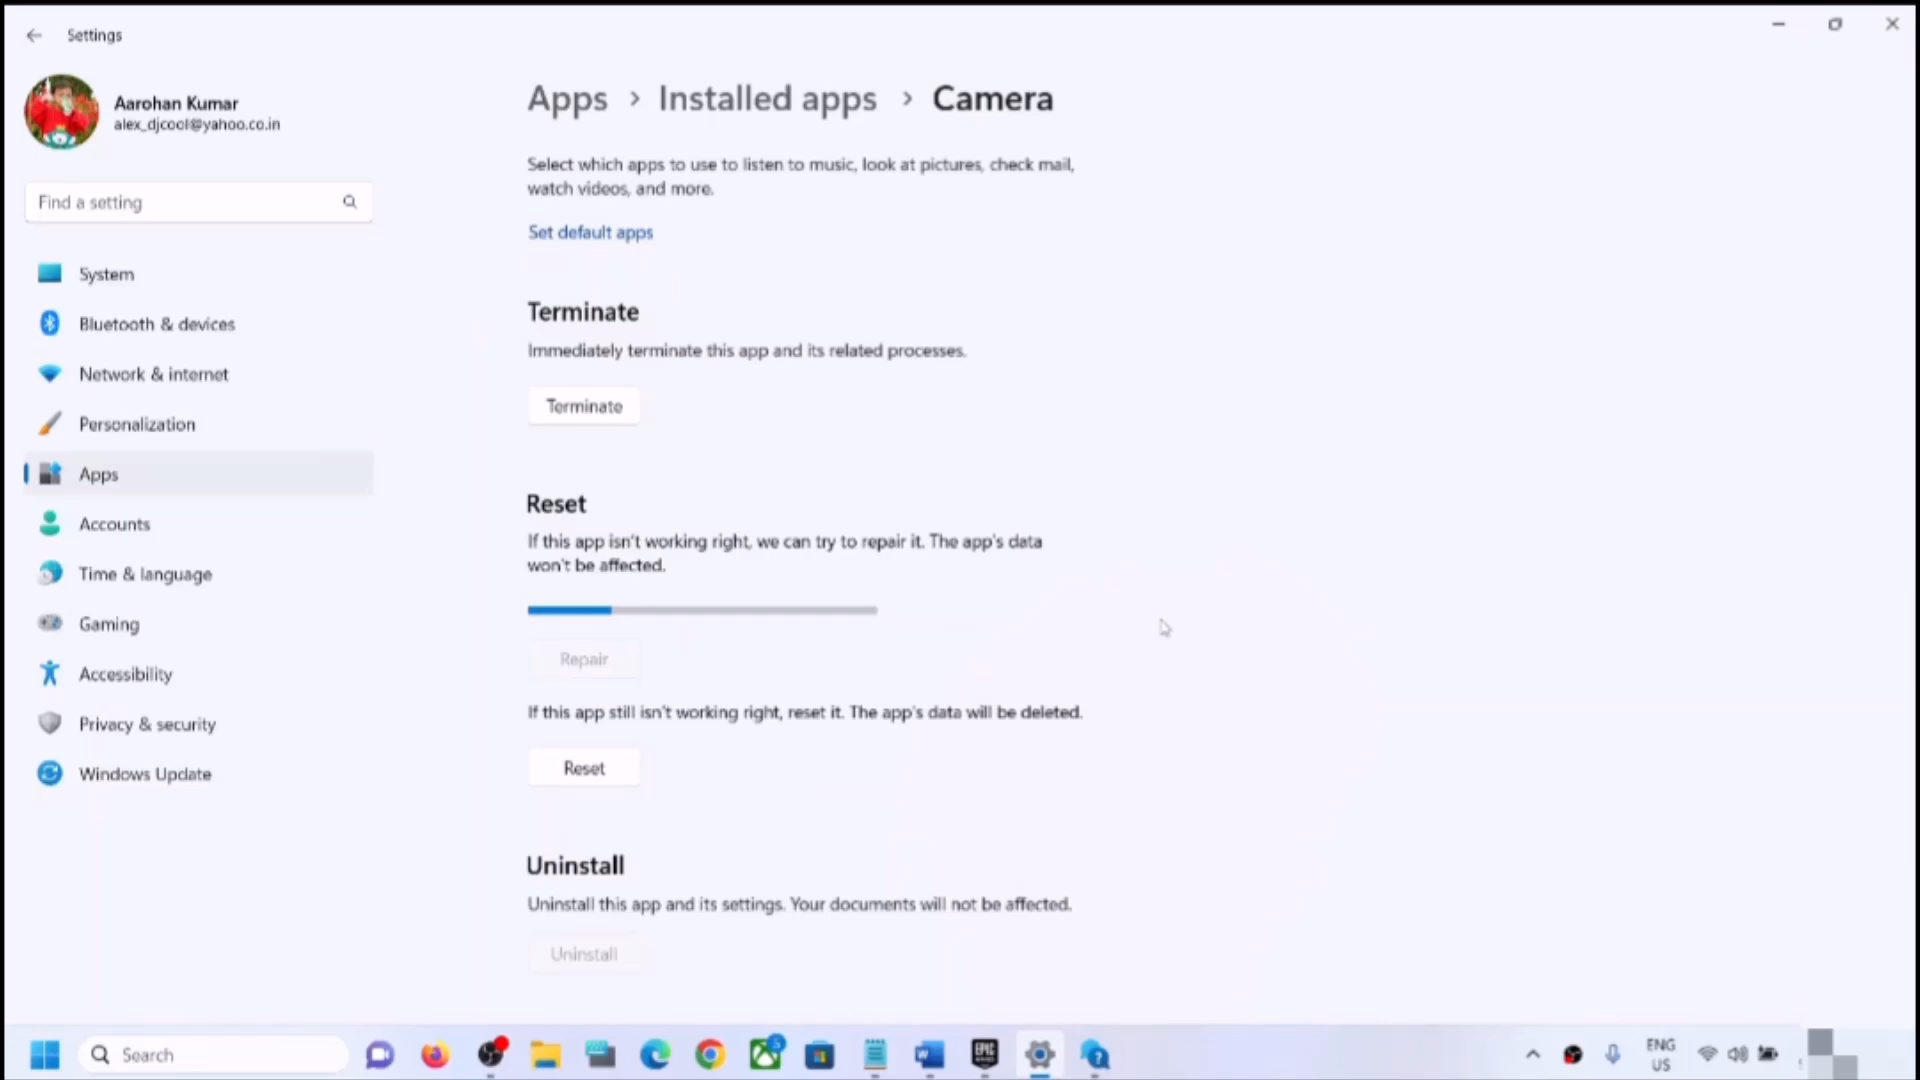 Settings
Aarohan Kumar
alex_djcool@yahoo.co.in
Find a setting
System
Bluetooth & devices
Network & internet
Personalization
Apps
Accounts
Time & language
Gaming
Accessibility
Privacy & security
Windows Update
Apps › Installed apps › Camera
Select which apps to use to listen to music, look at pictures, check mail,
watch videos, and more.
Set default apps
Terminate
Immediately terminate this app and its related processes.
Terminate
Reset
If this app isn't working right, we can try to repair it. The app's data
won't be affected.
Repair
If this app still isn't working right, reset it. The app's data will be deleted.
Reset
Uninstall
Uninstall this app and its settings. Your documents will not be affected.
Uninstall
Search
5
EPIC
ENG
US